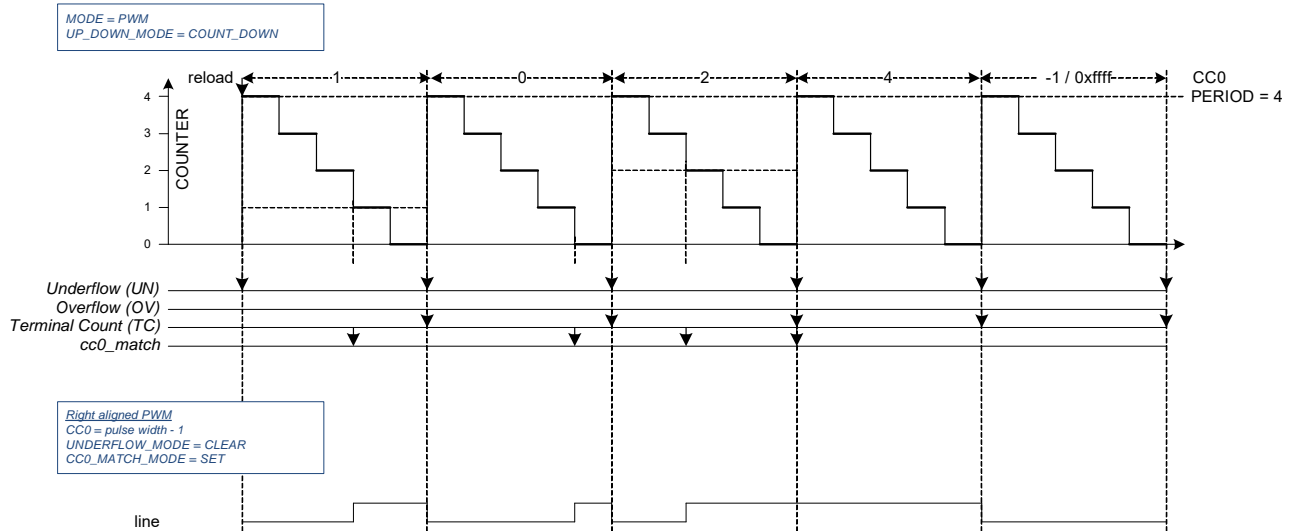 MODE = PWM
UP_DOWN_MODE = COUNT_DOWN
reload 1 0 2 4 -1 / 0xffff CC0
PERIOD = 4
4
3
2
1
0
COUNTER
Underflow (UN)
Overflow (OV)
Terminal Count (TC)
cc0_match
Right aligned PWM
CC0 = pulse width - 1
UNDERFLOW_MODE = CLEAR
CC0_MATCH_MODE = SET
line